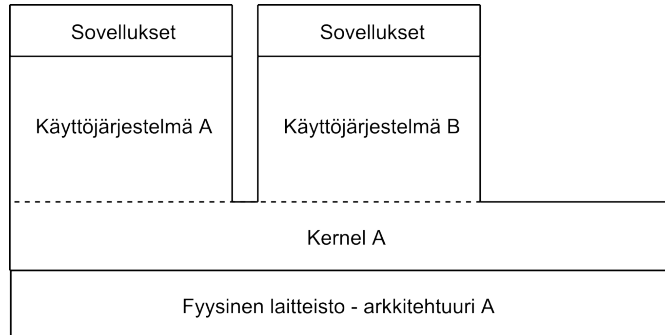 Sovellukset
Sovellukset
Käyttöjärjestelmä A
Käyttöjärjestelmä B
Kernel A
Fyysinen laitteisto - arkkitehtuuri A